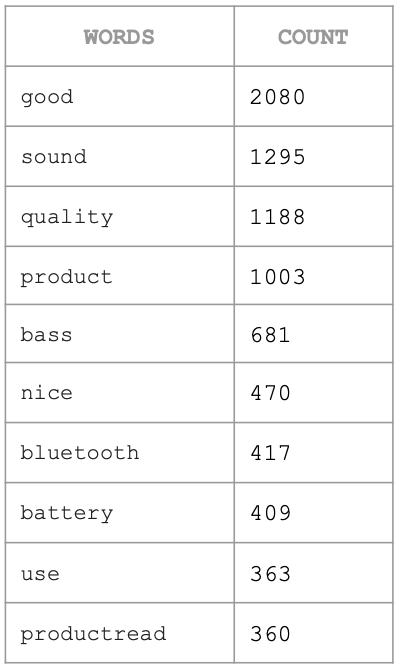 WORDS COUNT
good 2080
sound 1295
quality 1188
product 1003
bass 681
nice 470
bluetooth 417
battery 409
use 363
productread 360